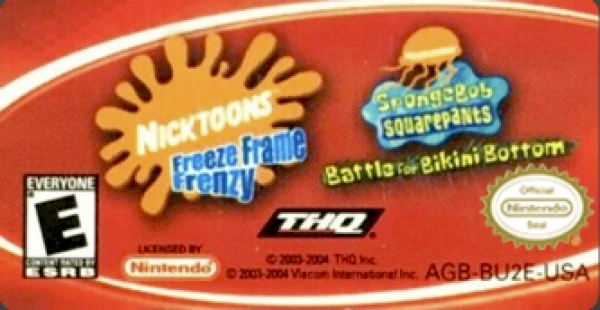 NICKTOONS
Freeze Frame
Frenzy
SpongeBob
SQUAREPANTS
Battle for Bikini Bottom
EVERYONE
E
CONTENT RATED BY
ESRB
THQ
LICENSED BY
Nintendo
© 2003-2004 THQ Inc.
© 2003-2004 Viacom International Inc.
Official
Nintendo
Seal
AGB-BU2E-USA